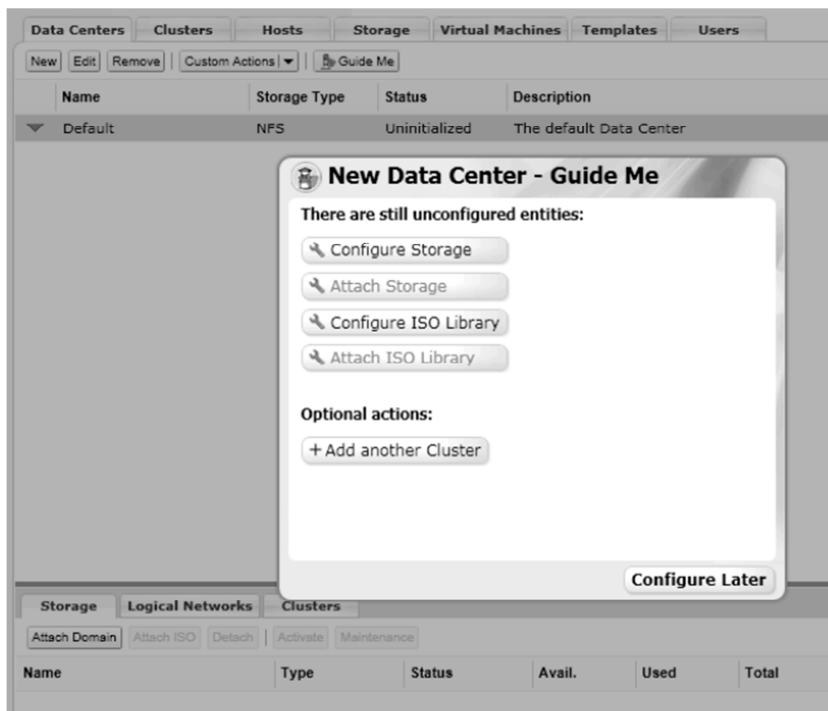 Data Centers Clusters Hosts Storage Virtual Machines Templates Users
New Edit Remove Custom Actions Guide Me
Name Storage Type Status Description
Default NFS Uninitialized The default Data Center
New Data Center - Guide Me
There are still unconfigured entities:
Configure Storage
Attach Storage
Configure ISO Library
Attach ISO Library
Optional actions:
+ Add another Cluster
Configure Later
Storage Logical Networks Clusters
Attach Domain Attach ISO Detach Activate Maintenance
Name Type Status Avail. Used Total